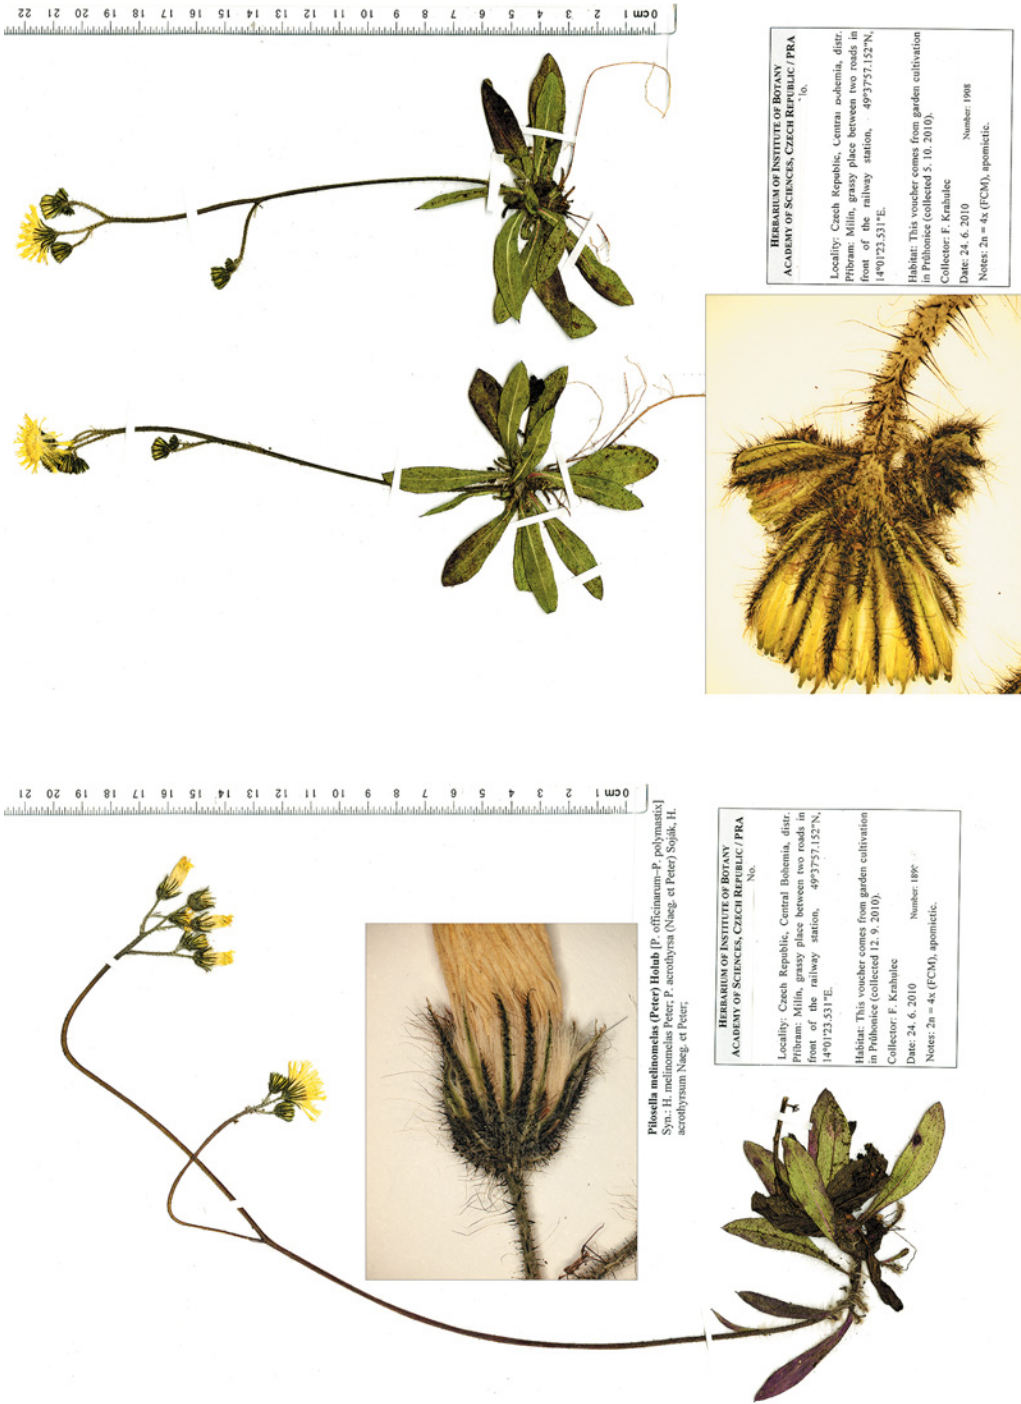 0 cm 1 2 3 4 5 6 7 8 9 10 11 12 13 14 15 16 17 18 19 20 21 22
HERBARIUM OF INSTITUTE OF BOTANY
ACADEMY OF SCIENCES, CZECH REPUBLIC / PRA
Locality: Czech Republic, Central Bohemia, distr.
Příbram: Milín, grassy place between two roads in
front of the railway station, 49°37'57.152"N,
14°01'23.531"E.
Habitat: This voucher comes from garden cultivation
in Průhonice (collected 5. 10. 2010).
Collector: F. Krahulec
Date: 24. 6. 2010 Number: 1908
Notes: 2n = 4x (FCM), apomictic.
0 cm 1 2 3 4 5 6 7 8 9 10 11 12 13 14 15 16 17 18 19 20 21
Pilosella melinomelas (Peter) Holub [P. officinarum–P. polymastix]
Syn.: H. melinomelas Peter; P. acrothyrsa (Naeg. et Peter) Soják, H.
acrothyrsum Naeg. et Peter;
HERBARIUM OF INSTITUTE OF BOTANY
ACADEMY OF SCIENCES, CZECH REPUBLIC / PRA
No.
Locality: Czech Republic, Central Bohemia, distr.
Příbram: Milín, grassy place between two roads in
front of the railway station, 49°37'57.152"N,
14°01'23.531"E.
Habitat: This voucher comes from garden cultivation
in Průhonice (collected 12. 9. 2010).
Collector: F. Krahulec
Date: 24. 6. 2010 Number:
Notes: 2n = 4x (FCM), apomictic.